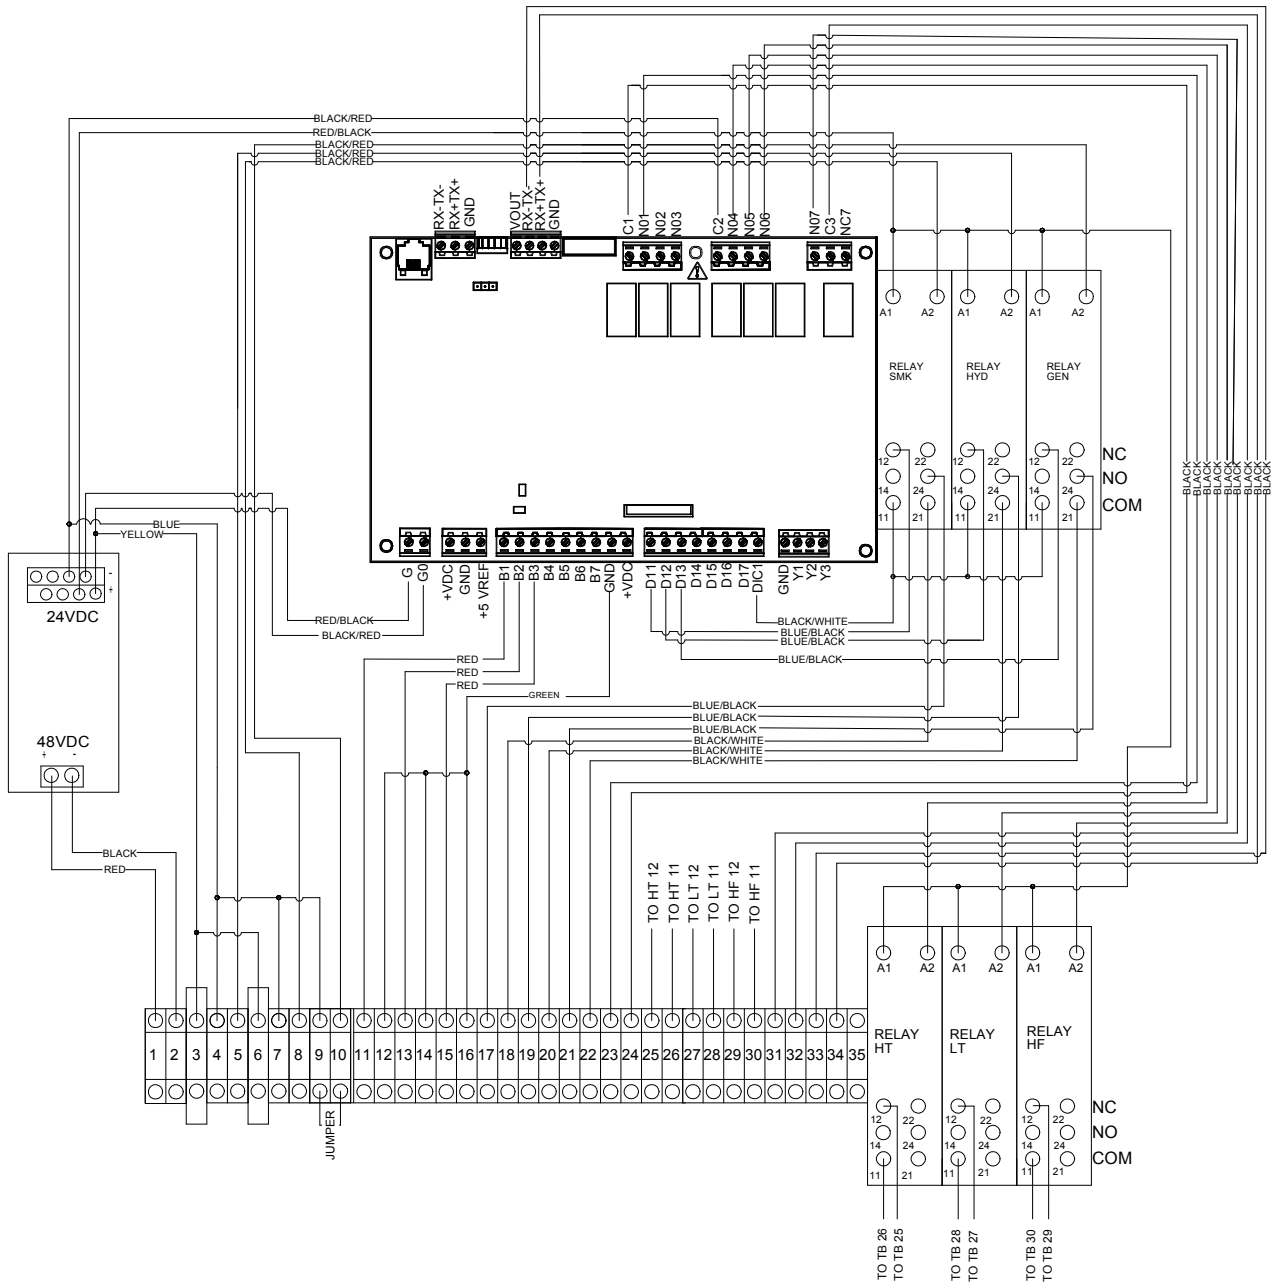 BLACK/RED
RED/BLACK
BLACK/RED
BLACK/RED
BLACK/RED
RX-TX-
RX+TX+
GND
VOUT
RX-TX-
RX+TX+
GND
C1
N01
N02
N03
C2
N04
N05
N06
N07
C3
NC7
A1
A2
A1
A2
A1
A2
RELAY
SMK
RELAY
HYD
RELAY
GEN
12
22
12
22
12
22
NC
14
24
14
24
14
24
NO
11
21
11
21
11
21
COM
BLACK
BLACK
BLACK
BLACK
BLACK
BLACK
BLACK
BLACK
BLACK
BLUE
YELLOW
-
+
24VDC
48VDC
+
-
G
G0
+VDC
GND
+5 VREF
B1
B2
B3
B4
B5
B6
B7
GND
+VDC
D11
D12
D13
D14
D15
D16
D17
DIC1
GND
Y1
Y2
Y3
RED/BLACK
BLACK/RED
BLACK/WHITE
BLUE/BLACK
BLUE/BLACK
BLUE/BLACK
RED
RED
RED
GREEN
BLUE/BLACK
BLUE/BLACK
BLUE/BLACK
BLACK/WHITE
BLACK/WHITE
BLACK/WHITE
BLACK
RED
TO HT 12
TO HT 11
TO LT 12
TO LT 11
TO HF 12
TO HF 11
A1
A2
A1
A2
A1
A2
RELAY
HT
RELAY
LT
RELAY
HF
1 2 3 4 5 6 7 8 9 10 11 12 13 14 15 16 17 18 19 20 21 22 23 24 25 26 27 28 29 30 31 32 33 34 35
JUMPER
12
22
12
22
12
22
NC
14
24
14
24
14
24
NO
11
21
11
21
11
21
COM
TO TB 26
TO TB 25
TO TB 28
TO TB 27
TO TB 30
TO TB 29